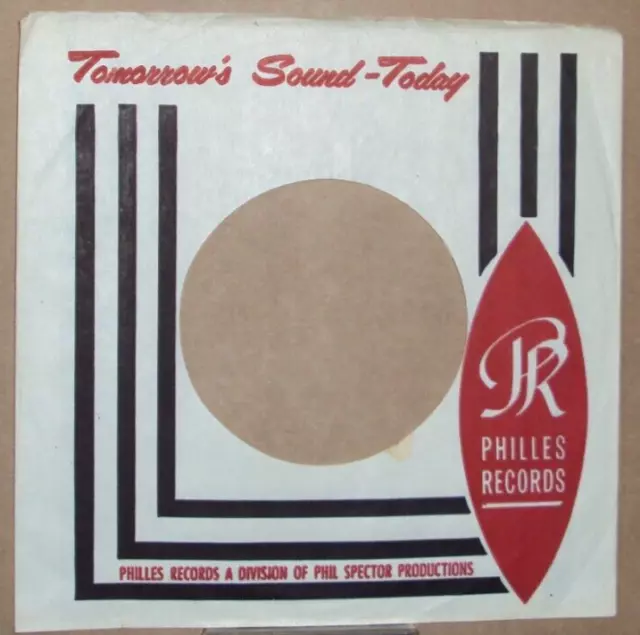 Tomorrow's Sound-Today
PR
PHILLES
RECORDS
PHILLES RECORDS A DIVISION OF PHIL SPECTOR PRODUCTIONS